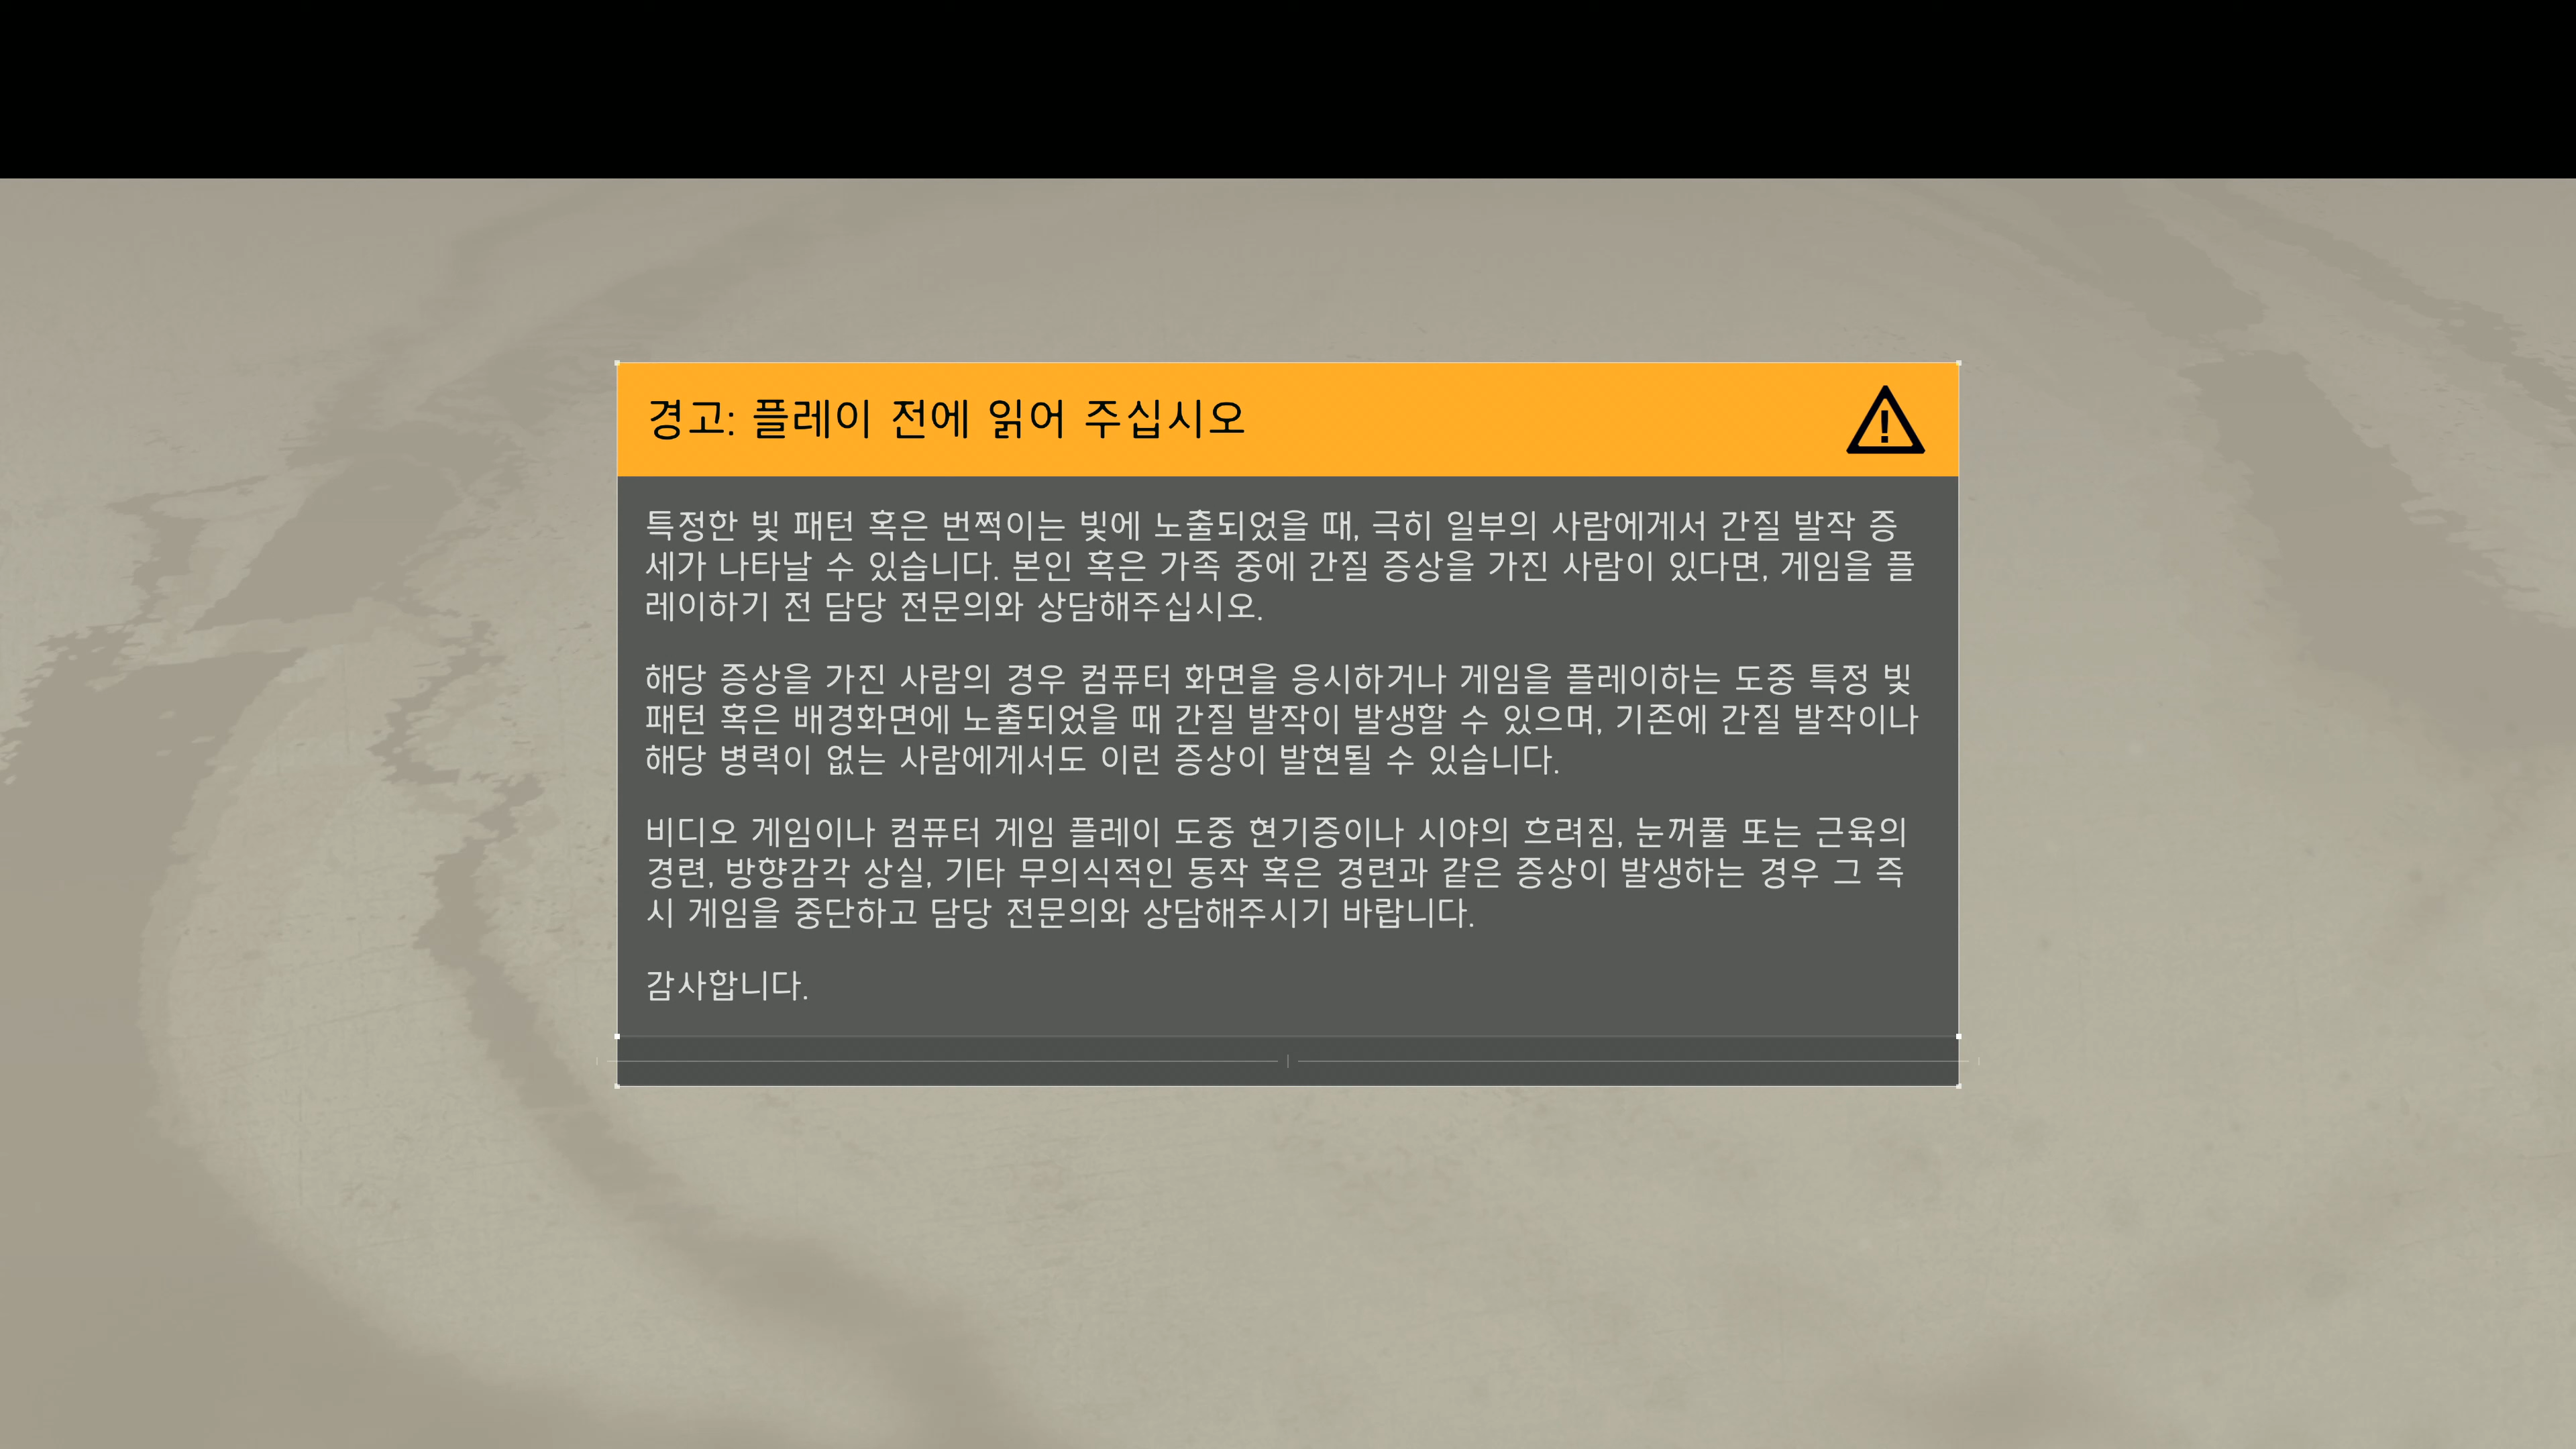 경고: 플레이 전에 읽어 주십시오
특정한 빛 패턴 혹은 번쩍이는 빛에 노출되었을 때, 극히 일부의 사람에게서 간질 발작 증
세가 나타날 수 있습니다. 본인 혹은 가족 중에 간질 증상을 가진 사람이 있다면, 게임을 플
레이하기 전 담당 전문의와 상담해주십시오.
해당 증상을 가진 사람의 경우 컴퓨터 화면을 응시하거나 게임을 플레이하는 도중 특정 빛
패턴 혹은 배경화면에 노출되었을 때 간질 발작이 발생할 수 있으며, 기존에 간질 발작이나
해당 병력이 없는 사람에게서도 이런 증상이 발현될 수 있습니다.
비디오 게임이나 컴퓨터 게임 플레이 도중 현기증이나 시야의 흐려짐, 눈꺼풀 또는 근육의
경련, 방향감각 상실, 기타 무의식적인 동작 혹은 경련과 같은 증상이 발생하는 경우 그 즉
시 게임을 중단하고 담당 전문의와 상담해주시기 바랍니다.
감사합니다.